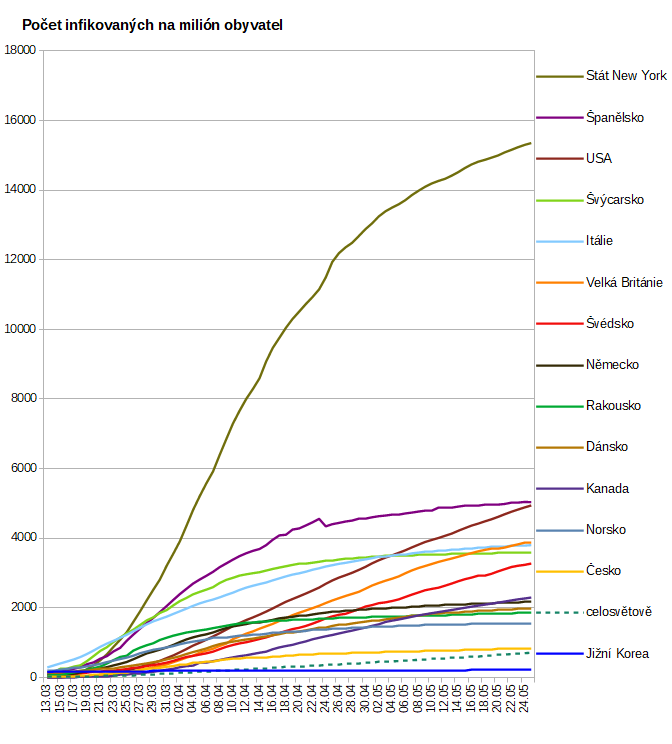 Počet infikovaných na milión obyvatel
18000
16000
14000
12000
10000
8000
6000
4000
2000
0
Stát New York
Španělsko
USA
Švýcarsko
Itálie
Velká Británie
Švédsko
Německo
Rakousko
Dánsko
Kanada
Norsko
Česko
celosvětově
Jižní Korea
13.03
15.03
17.03
19.03
21.03
23.03
25.03
27.03
29.03
31.03
02.04
04.04
06.04
08.04
10.04
12.04
14.04
16.04
18.04
20.04
22.04
24.04
26.04
28.04
30.04
02.05
04.05
06.05
08.05
10.05
12.05
14.05
16.05
18.05
20.05
22.05
24.05